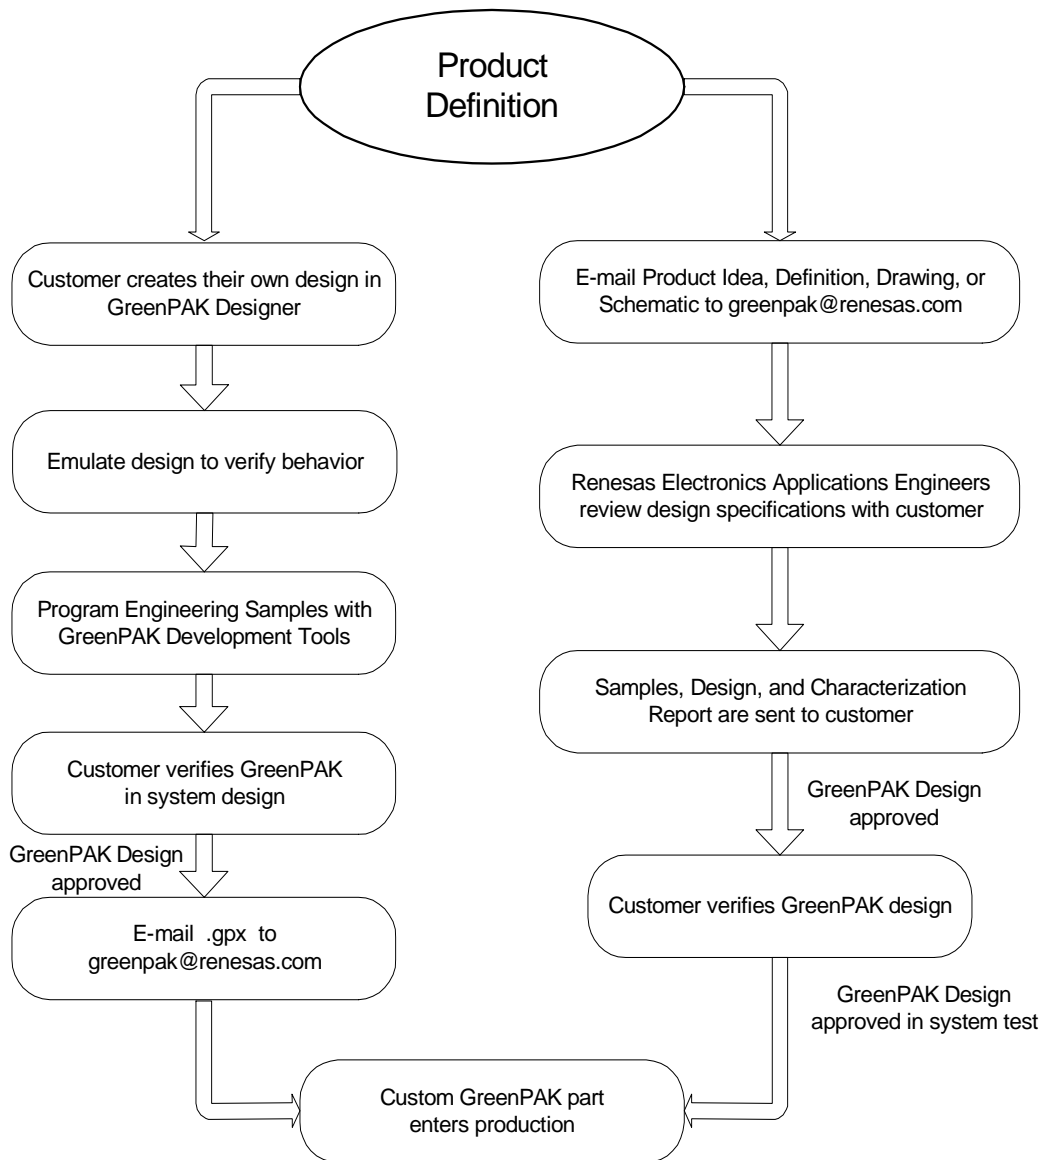 Product
Definition
Customer creates their own design in
GreenPAK Designer
Emulate design to verify behavior
Program Engineering Samples with
GreenPAK Development Tools
Customer verifies GreenPAK
in system design
GreenPAK Design
approved
E-mail .gpx to
greenpak@renesas.com
E-mail Product Idea, Definition, Drawing, or
Schematic to greenpak@renesas.com
Renesas Electronics Applications Engineers
review design specifications with customer
Samples, Design, and Characterization
Report are sent to customer
GreenPAK Design
approved
Customer verifies GreenPAK design
GreenPAK Design
approved in system test
Custom GreenPAK part
enters production